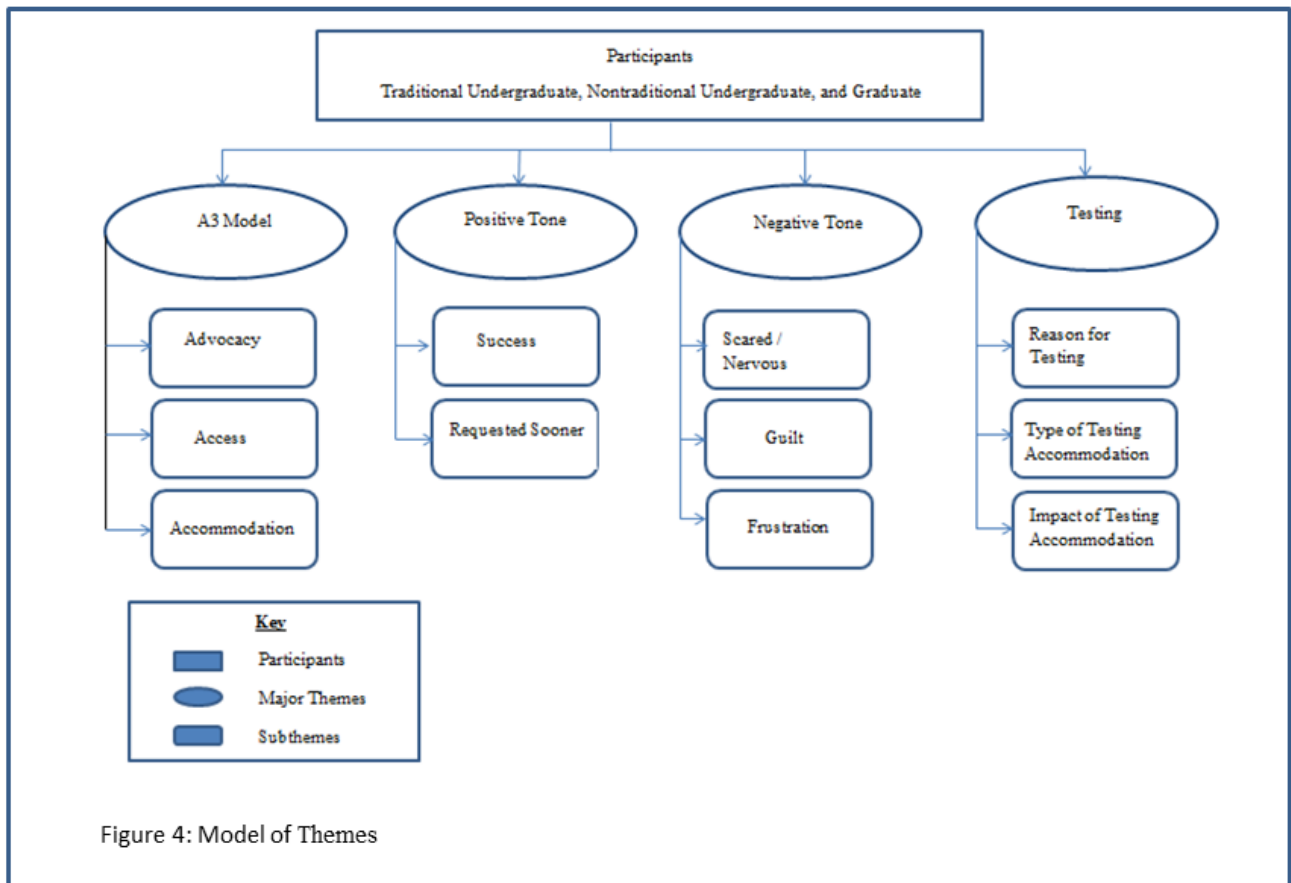 Participants
Traditional Undergraduate, Nontraditional Undergraduate, and Graduate
A3 Model
Positive Tone
Negative Tone
Testing
Advocacy
Access
Accommodation
Success
Requested Sooner
Scared /
Nervous
Guilt
Frustration
Reason for
Testing
Type of Testing
Accommodation
Impact of Testing
Accommodation
Key
Participants
Major Themes
Subthemes
Figure 4: Model of Themes